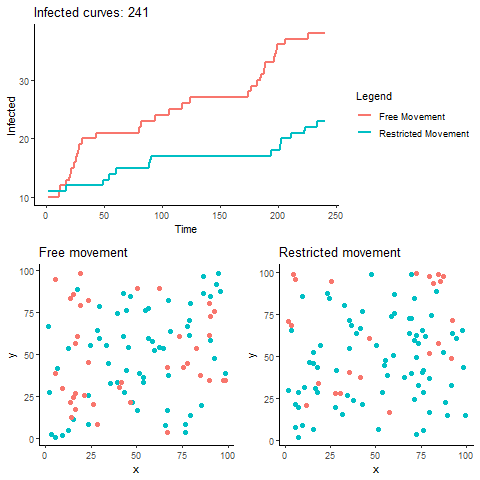 Infected curves: 241
Infected
30
20
10
0
50
100
150
200
250
Time
Legend
Free Movement
Restricted Movement
Free movement
y
100
75
50
25
0
0
25
50
75
100
x
Restricted movement
y
100
75
50
25
0
0
25
50
75
100
x